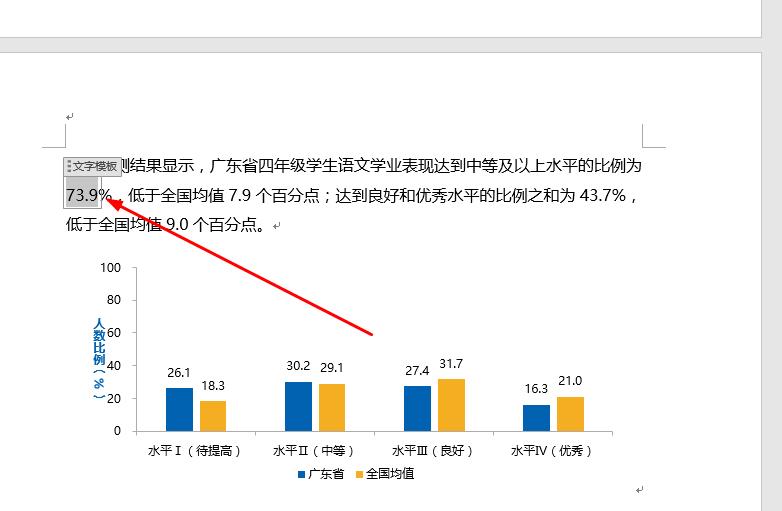 文字模板
测结果显示，广东省四年级学生语文学业表现达到中等及以上水平的比例为
73.9%，低于全国均值 7.9 个百分点；达到良好和优秀水平的比例之和为 43.7%，
低于全国均值 9.0 个百分点。
人数比例（%）
100
80
60
40
20
0
26.1 18.3 30.2 29.1 27.4 31.7 16.3 21.0
水平Ⅰ（待提高） 水平Ⅱ（中等） 水平Ⅲ（良好） 水平Ⅳ（优秀）
广东省 全国均值